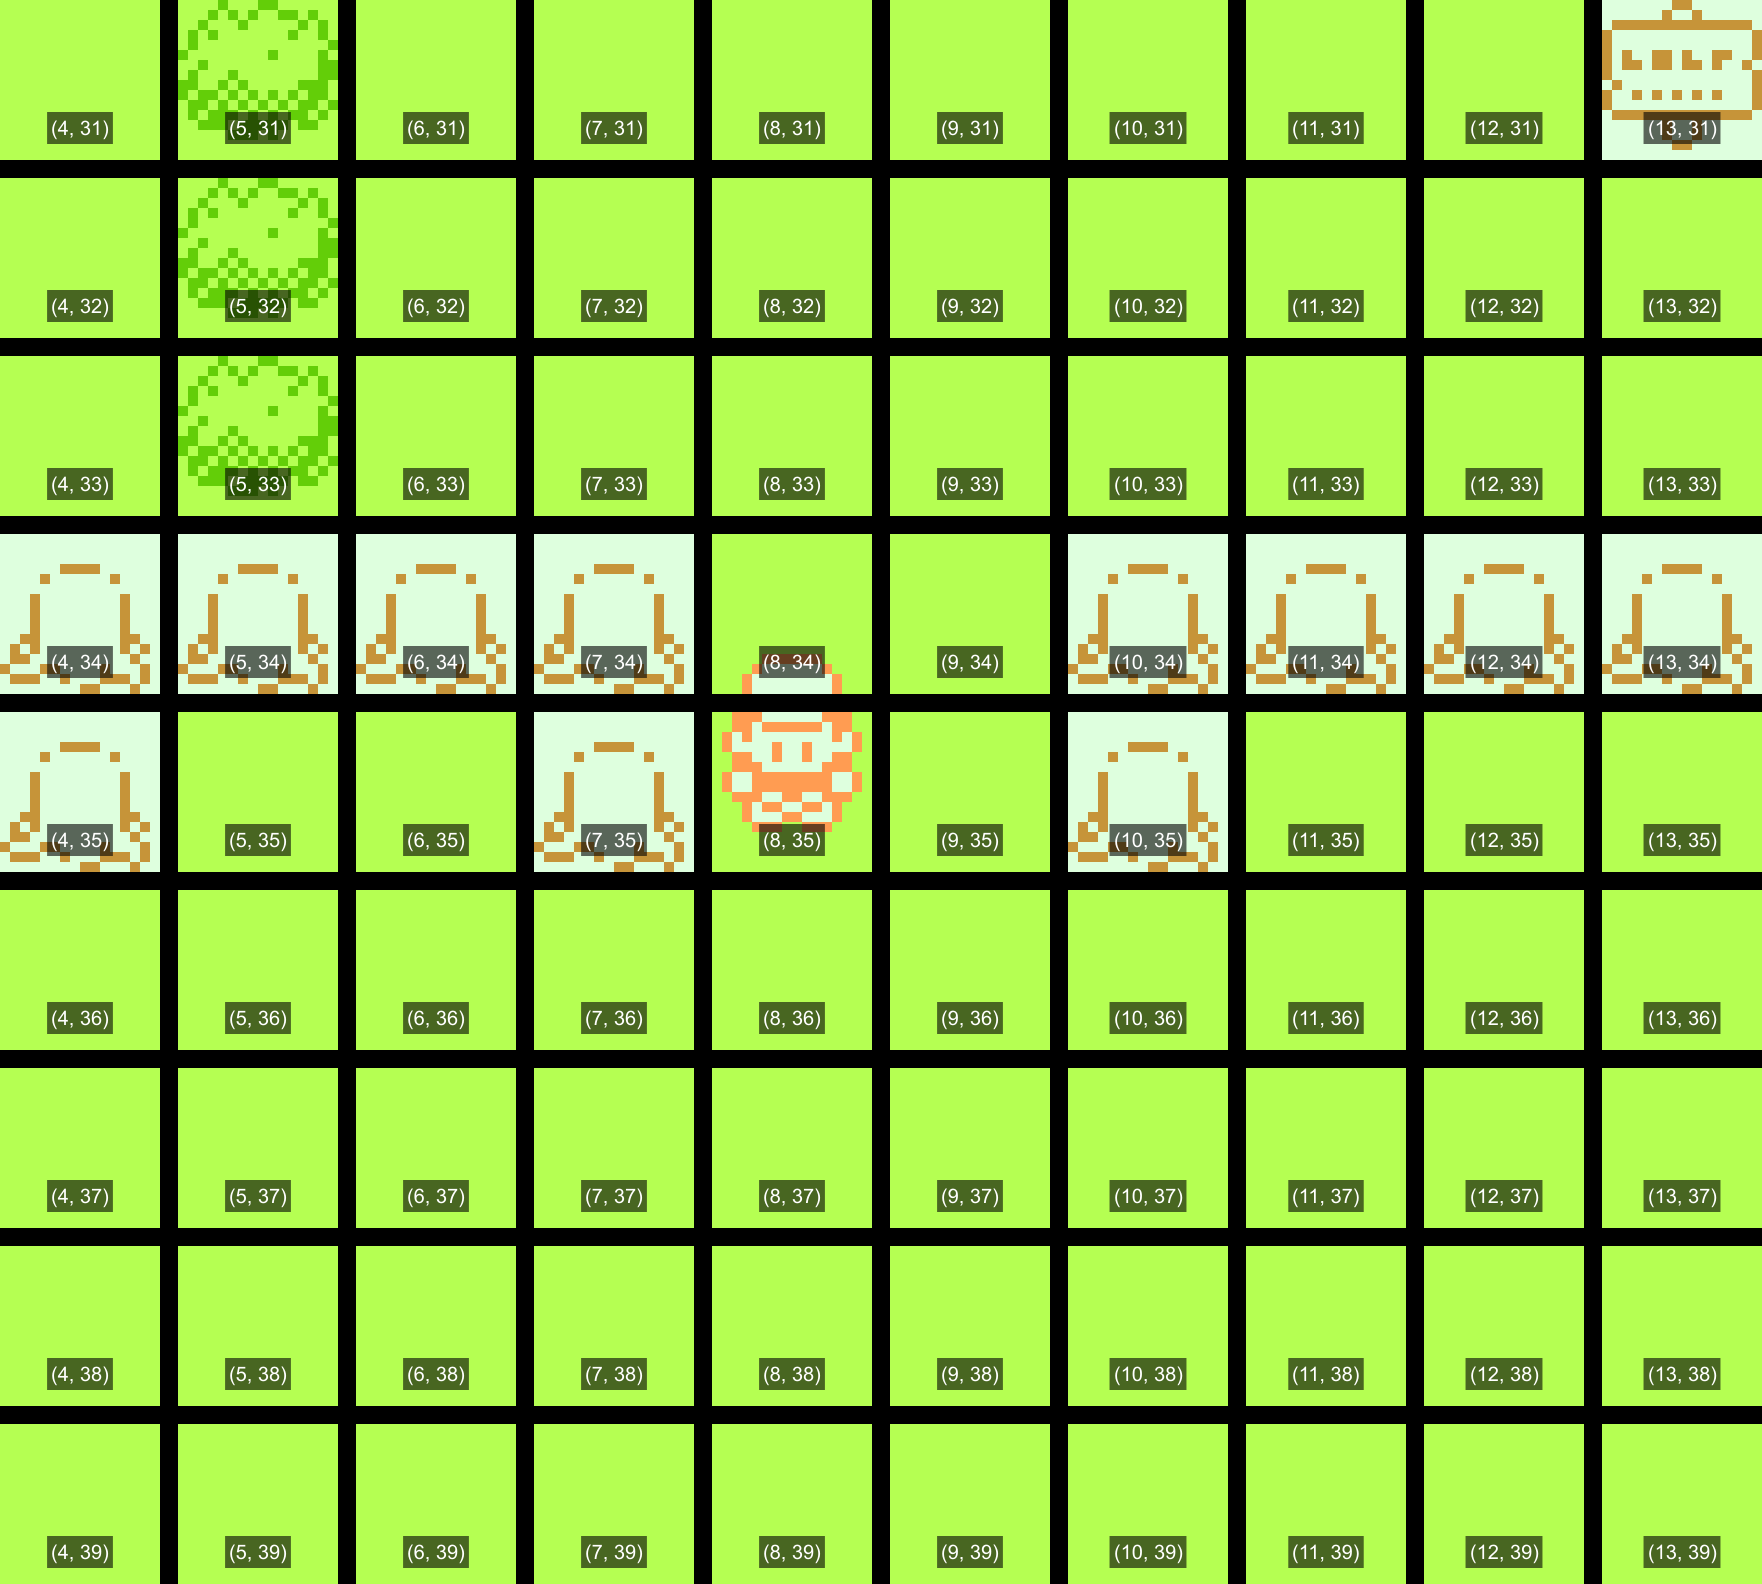 (4, 31) (5, 31) (6, 31) (7, 31) (8, 31) (9, 31) (10, 31) (11, 31) (12, 31) (13, 31)
(4, 32) (5, 32) (6, 32) (7, 32) (8, 32) (9, 32) (10, 32) (11, 32) (12, 32) (13, 32)
(4, 33) (5, 33) (6, 33) (7, 33) (8, 33) (9, 33) (10, 33) (11, 33) (12, 33) (13, 33)
(4, 34) (5, 34) (6, 34) (7, 34) (8, 34) (9, 34) (10, 34) (11, 34) (12, 34) (13, 34)
(4, 35) (5, 35) (6, 35) (7, 35) (8, 35) (9, 35) (10, 35) (11, 35) (12, 35) (13, 35)
(4, 36) (5, 36) (6, 36) (7, 36) (8, 36) (9, 36) (10, 36) (11, 36) (12, 36) (13, 36)
(4, 37) (5, 37) (6, 37) (7, 37) (8, 37) (9, 37) (10, 37) (11, 37) (12, 37) (13, 37)
(4, 38) (5, 38) (6, 38) (7, 38) (8, 38) (9, 38) (10, 38) (11, 38) (12, 38) (13, 38)
(4, 39) (5, 39) (6, 39) (7, 39) (8, 39) (9, 39) (10, 39) (11, 39) (12, 39) (13, 39)